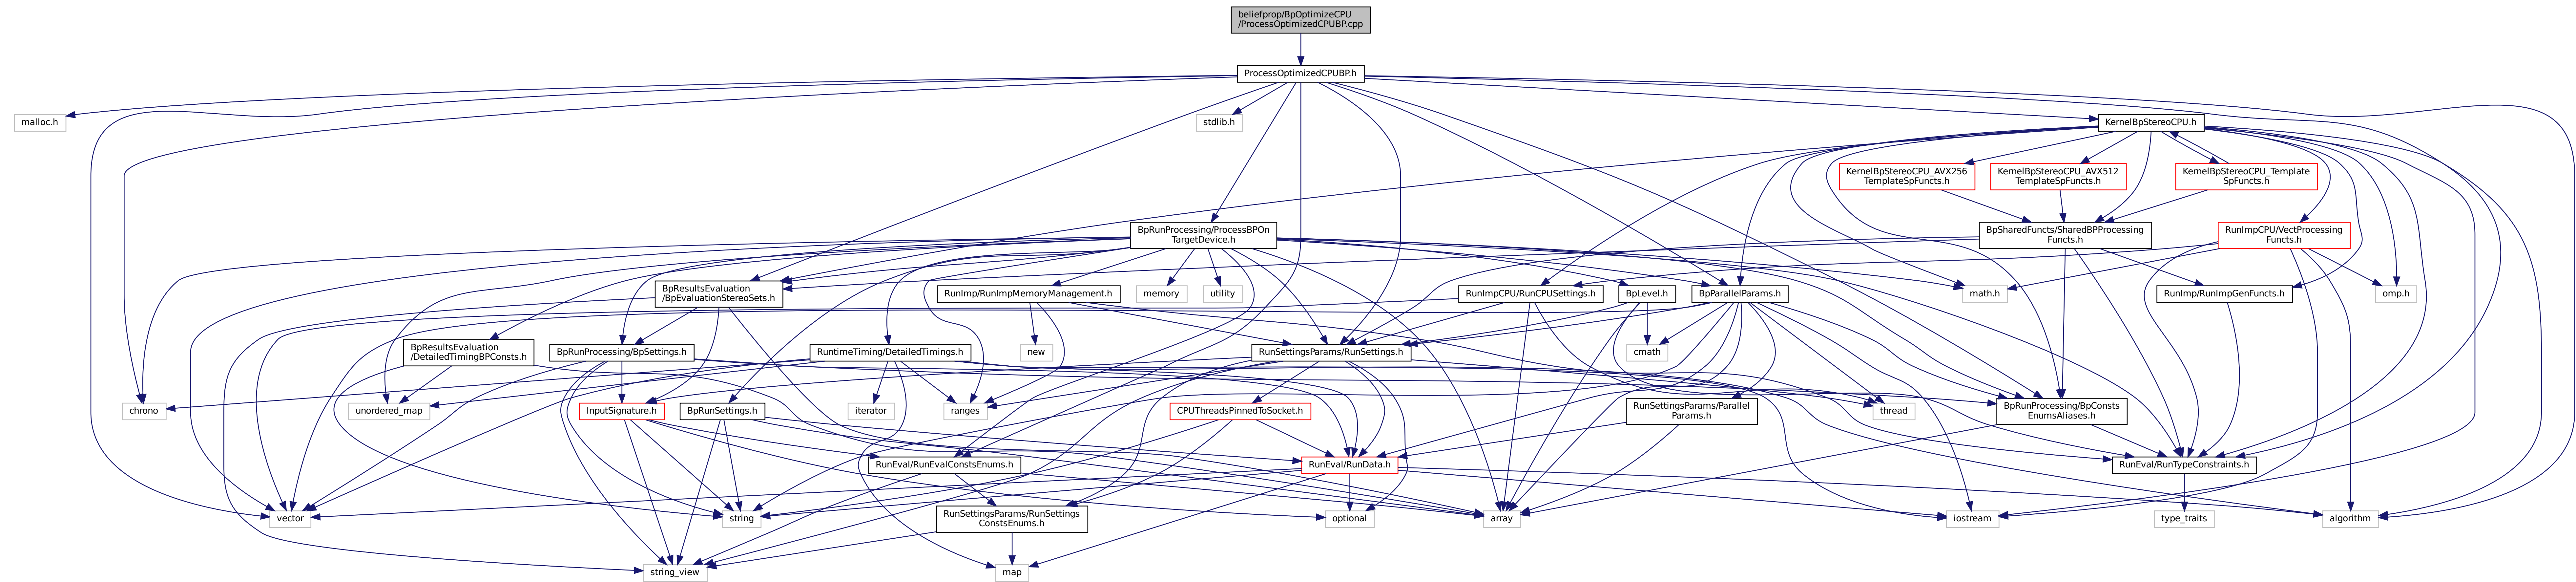 beliefprop/BpOptimizeCPU
/ProcessOptimizedCPUBP.cpp
ProcessOptimizedCPUBP.h
malloc.h
stdlib.h
KernelBpStereoCPU.h
KernelBpStereoCPU_AVX256
TemplateSpFuncts.h
KernelBpStereoCPU_AVX512
TemplateSpFuncts.h
KernelBpStereoCPU_Template
SpFuncts.h
BpRunProcessing/ProcessBPOn
TargetDevice.h
BpSharedFuncts/SharedBPProcessing
Functs.h
RunImpCPU/VectProcessing
Functs.h
BpResultsEvaluation
/BpEvaluationStereoSets.h
RunImp/RunImpMemoryManagement.h
memory
utility
RunImpCPU/RunCPUSettings.h
BpLevel.h
BpParallelParams.h
math.h
RunImp/RunImpGenFuncts.h
omp.h
BpResultsEvaluation
/DetailedTimingBPConsts.h
BpRunProcessing/BpSettings.h
RuntimeTiming/DetailedTimings.h
new
RunSettingsParams/RunSettings.h
cmath
chrono
unordered_map
InputSignature.h
BpRunSettings.h
iterator
ranges
CPUThreadsPinnedToSocket.h
RunSettingsParams/Parallel
Params.h
thread
BpRunProcessing/BpConsts
EnumsAliases.h
RunEval/RunEvalConstsEnums.h
RunEval/RunData.h
RunEval/RunTypeConstraints.h
vector
string
RunSettingsParams/RunSettings
ConstsEnums.h
optional
array
iostream
type_traits
algorithm
string_view
map